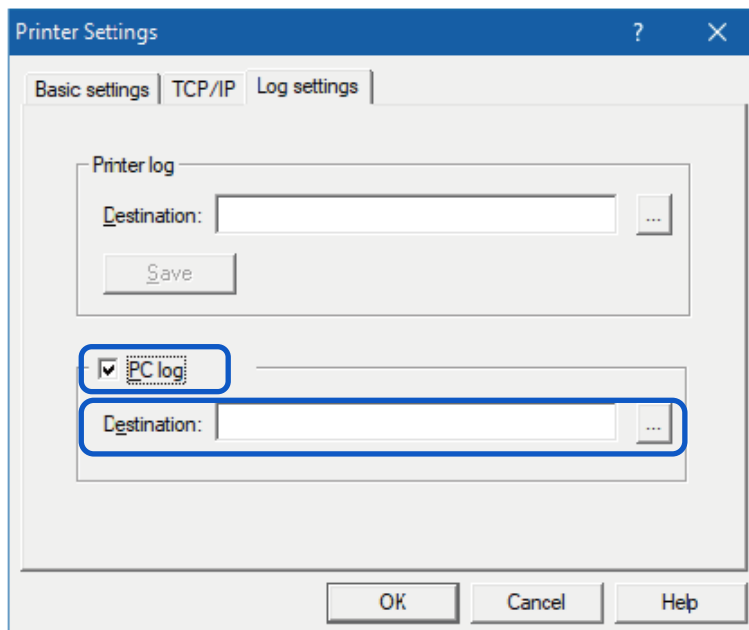 Printer Settings ?
Basic settings TCP/IP Log settings
Printer log
Destination: ...
Save
PC log
Destination: ...
OK Cancel Help